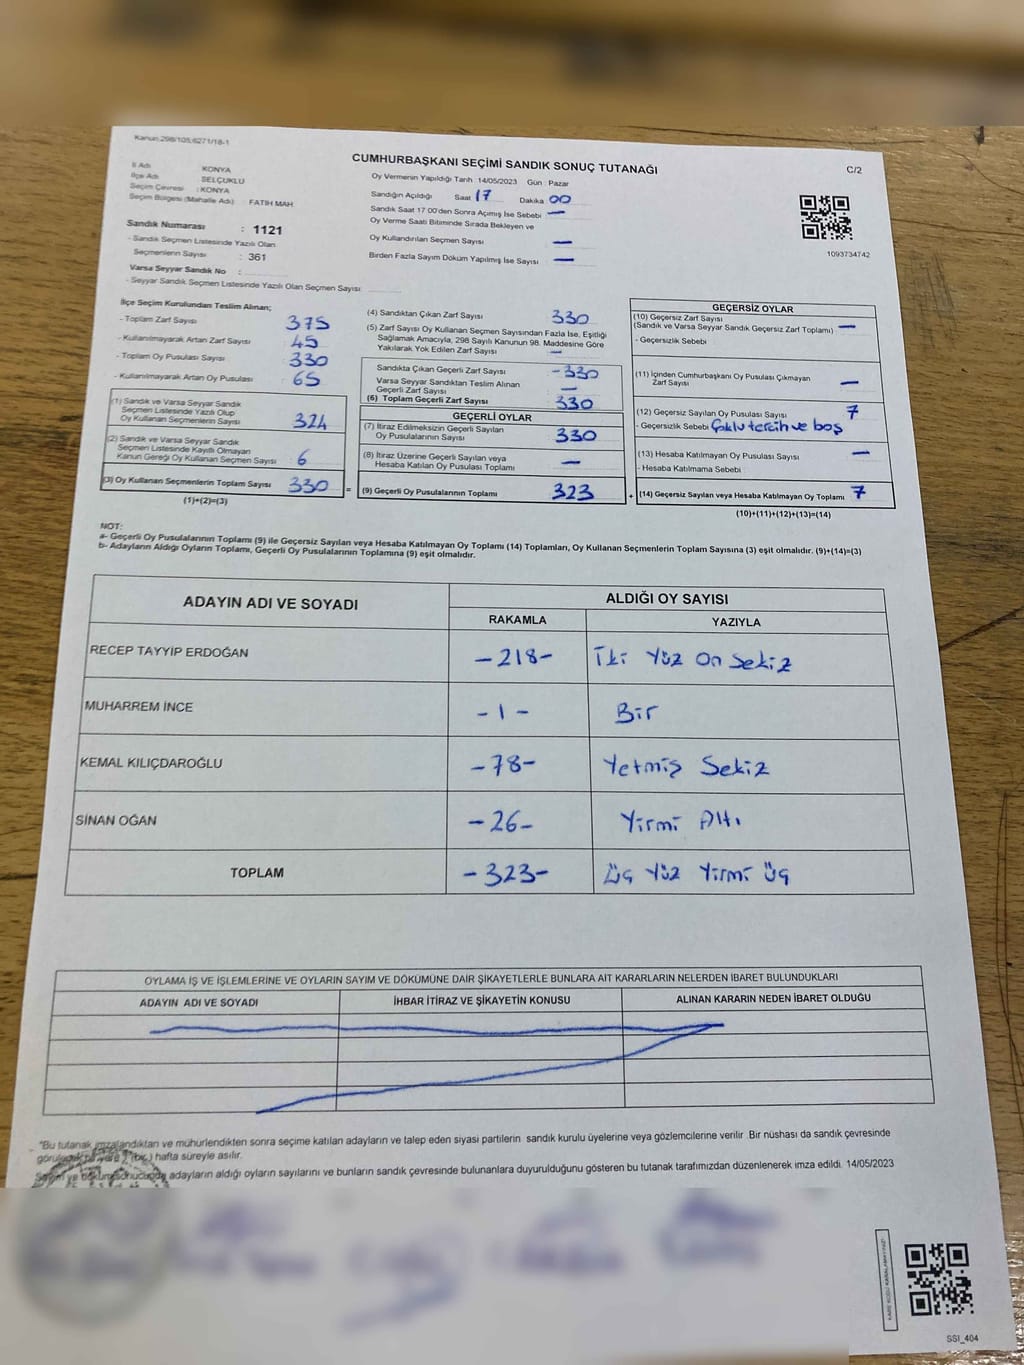 Kanun:298/105,6271/18-1
CUMHURBAŞKANI SEÇİMİ SANDIK SONUÇ TUTANAĞI
C/2
İl Adı KONYA
İlçe Adı SELÇUKLU
Seçim Çevresi : KONYA
Seçim Bölgesi (Mahalle Adı) : FATIH MAH.
Sandık Numarası : 1121
- Sandık Seçmen Listesinde Yazılı Olan
Seçmenlerin Sayısı : 361
Varsa Seyyar Sandık No :
- Seyyar Sandık Seçmen Listesinde Yazılı Olan Seçmen Sayısı
Oy Vermenin Yapıldığı Tarih : 14/05/2023 Gün : Pazar
Sandığın Açıldığı Saat 17 Dakika 00
Sandık Saat 17:00'den Sonra Açımış İse Sebebi —
Oy Verme Saati Bitiminde Sırada Bekleyen ve
Oy Kullandırılan Seçmen Sayısı —
Birden Fazla Sayım Döküm Yapılmış İse Sayısı —
1093734742
İlçe Seçim Kurulundan Teslim Alınan;
- Toplam Zarf Sayısı 375
- Kullanılmayarak Artan Zarf Sayısı 45
- Toplam Oy Pusulası Sayısı 330
- Kullanılmayarak Artan Oy Pusulası 65
(1) Sandık ve Varsa Seyyar Sandık
Seçmen Listesinde Yazılı Olup
Oy Kullanan Seçmenlerin Sayısı 324
(2) Sandık ve Varsa Seyyar Sandık
Seçmen Listesinde Kayıtlı Olmayan
Kanun Gereği Oy Kullanan Seçmen Sayısı 6
(3) Oy Kullanan Seçmenlerin Toplam Sayısı 330 =
(1)+(2)=(3)
(4) Sandıktan Çıkan Zarf Sayısı 330
(5) Zarf Sayısı Oy Kullanan Seçmen Sayısından Fazla İse, Eşitliği
Sağlamak Amacıyla, 298 Sayılı Kanunun 98. Maddesine Göre
Yakılarak Yok Edilen Zarf Sayısı —
Sandıkta Çıkan Geçerli Zarf Sayısı -330
Varsa Seyyar Sandıktan Teslim Alınan
Geçerli Zarf Sayısı —
(6) Toplam Geçerli Zarf Sayısı 330
GEÇERLİ OYLAR
(7) İtiraz Edilmeksizin Geçerli Sayılan
Oy Pusulalarının Sayısı 330
(8) İtiraz Üzerine Geçerli Sayılan veya
Hesaba Katılan Oy Pusulası Toplamı —
(9) Geçerli Oy Pusulalarının Toplamı 323 +
GEÇERSİZ OYLAR
(10) Geçersiz Zarf Sayısı
(Sandık ve Varsa Seyyar Sandık Geçersiz Zarf Toplamı) —
- Geçersizlik Sebebi
(11) İçinden Cumhurbaşkanı Oy Pusulası Çıkmayan
Zarf Sayısı —
(12) Geçersiz Sayılan Oy Pusulası Sayısı 7
- Geçersizlik Sebebi Çoklu tercih ve boş
(13) Hesaba Katılmayan Oy Pusulası Sayısı —
- Hesaba Katılmama Sebebi
(14) Geçersiz Sayılan veya Hesaba Katılmayan Oy Toplamı 7
(10)+(11)+(12)+(13)=(14)
NOT:
a- Geçerli Oy Pusulalarının Toplamı (9) ile Geçersiz Sayılan veya Hesaba Katılmayan Oy Toplamı (14) Toplamları, Oy Kullanan Seçmenlerin Toplam Sayısına (3) eşit olmalıdır. (9)+(14)=(3)
b- Adayların Aldığı Oyların Toplamı, Geçerli Oy Pusulalarının Toplamına (9) eşit olmalıdır.
ADAYIN ADI VE SOYADI
ALDIĞI OY SAYISI
RAKAMLA YAZIYLA
RECEP TAYYİP ERDOĞAN -218- İki Yüz On Sekiz
MUHARREM İNCE -1- Bir
KEMAL KILIÇDAROĞLU -78- Yetmiş Sekiz
SİNAN OĞAN -26- Yirmi Altı
TOPLAM -323- Üç Yüz Yirmi Üç
OYLAMA İŞ VE İŞLEMLERİNE VE OYLARIN SAYIM VE DÖKÜMÜNE DAİR ŞİKAYETLERLE BUNLARA AİT KARARLARIN NELERDEN İBARET BULUNDUKLARI
ADAYIN ADI VE SOYADI İHBAR İTİRAZ VE ŞİKAYETİN KONUSU ALINAN KARARIN NEDEN İBARET OLDUĞU
"Bu tutanak imzalandıktan ve mühürlendikten sonra seçime katılan adayların ve talep eden siyasi partilerin sandık kurulu üyelerine veya gözlemcilerine verilir. Bir nüshası da sandık çevresinde
görülecek bir yere 1 (bir) hafta süreyle asılır.
Sayım ve döküm sonucunda adayların aldığı oyların sayılarını ve bunların sandık çevresinde bulunanlara duyurulduğunu gösteren bu tutanak tarafımızdan düzenlenerek imza edildi. 14/05/2023
KARE KODU KARALAMAYINIZ!
SSI_404